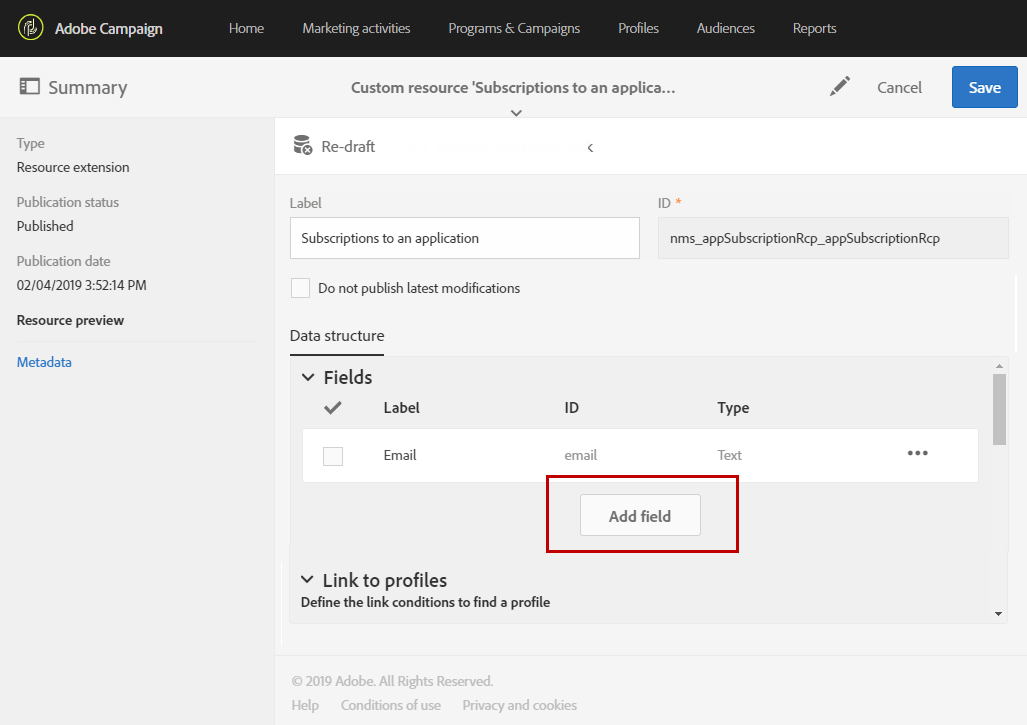 Adobe Campaign Home Marketing activities Programs & Campaigns Profiles Audiences Reports
Summary Custom resource 'Subscriptions to an applica... Cancel Save
Re-draft
Type
Resource extension
Publication status
Published
Publication date
02/04/2019 3:52:14 PM
Resource preview
Metadata
Label ID *
Subscriptions to an application nms_appSubscriptionRcp_appSubscriptionRcp
Do not publish latest modifications
Data structure
Fields
Label ID Type
Email email Text
Add field
Link to profiles
Define the link conditions to find a profile
© 2019 Adobe. All Rights Reserved.
Help Conditions of use Privacy and cookies